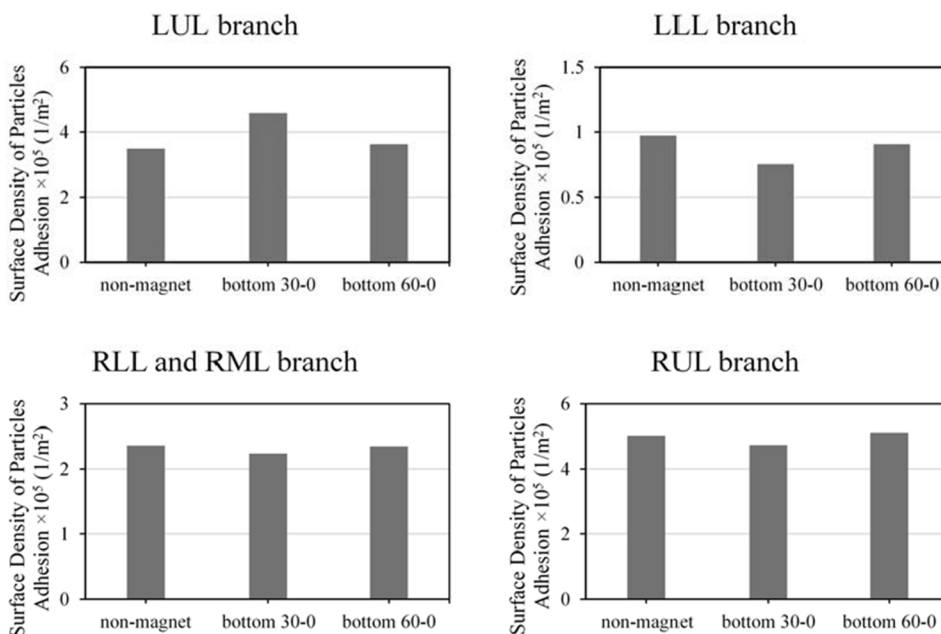 LUL branch
Surface Density of Particles
Adhesion ×10⁵ (1/m²)
6
4
2
0
non-magnet bottom 30-0 bottom 60-0
LLL branch
Surface Density of Particles
Adhesion ×10⁵ (1/m²)
1.5
1
0.5
0
non-magnet bottom 30-0 bottom 60-0
RLL and RML branch
Surface Density of Particles
Adhesion ×10⁵ (1/m²)
3
2
1
0
non-magnet bottom 30-0 bottom 60-0
RUL branch
Surface Density of Particles
Adhesion ×10⁵ (1/m²)
6
4
2
0
non-magnet bottom 30-0 bottom 60-0